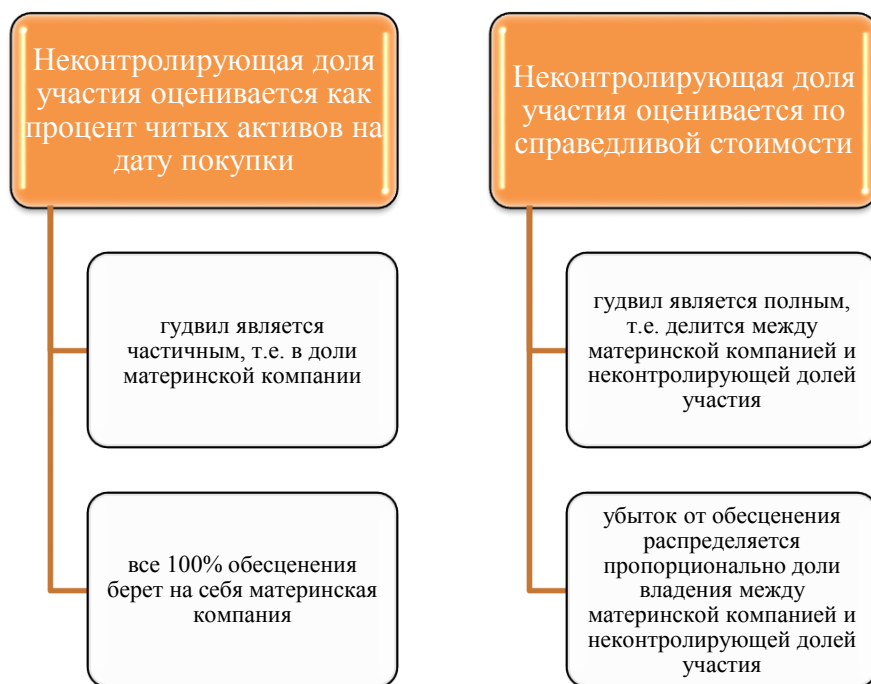 Неконтролирующая доля
участия оценивается как
процент читых активов на
дату покупки
гудвил является
частичным, т.е. в доли
материнской компании
все 100% обесценения
берет на себя материнская
компания
Неконтролирующая доля
участия оценивается по
справедливой стоимости
гудвил является полным,
т.е. делится между
материнской компанией и
неконтролирующей долей
участия
убыток от обесценения
распределяется
пропорционально доли
владения между
материнской компанией и
неконтролирующей долей
участия